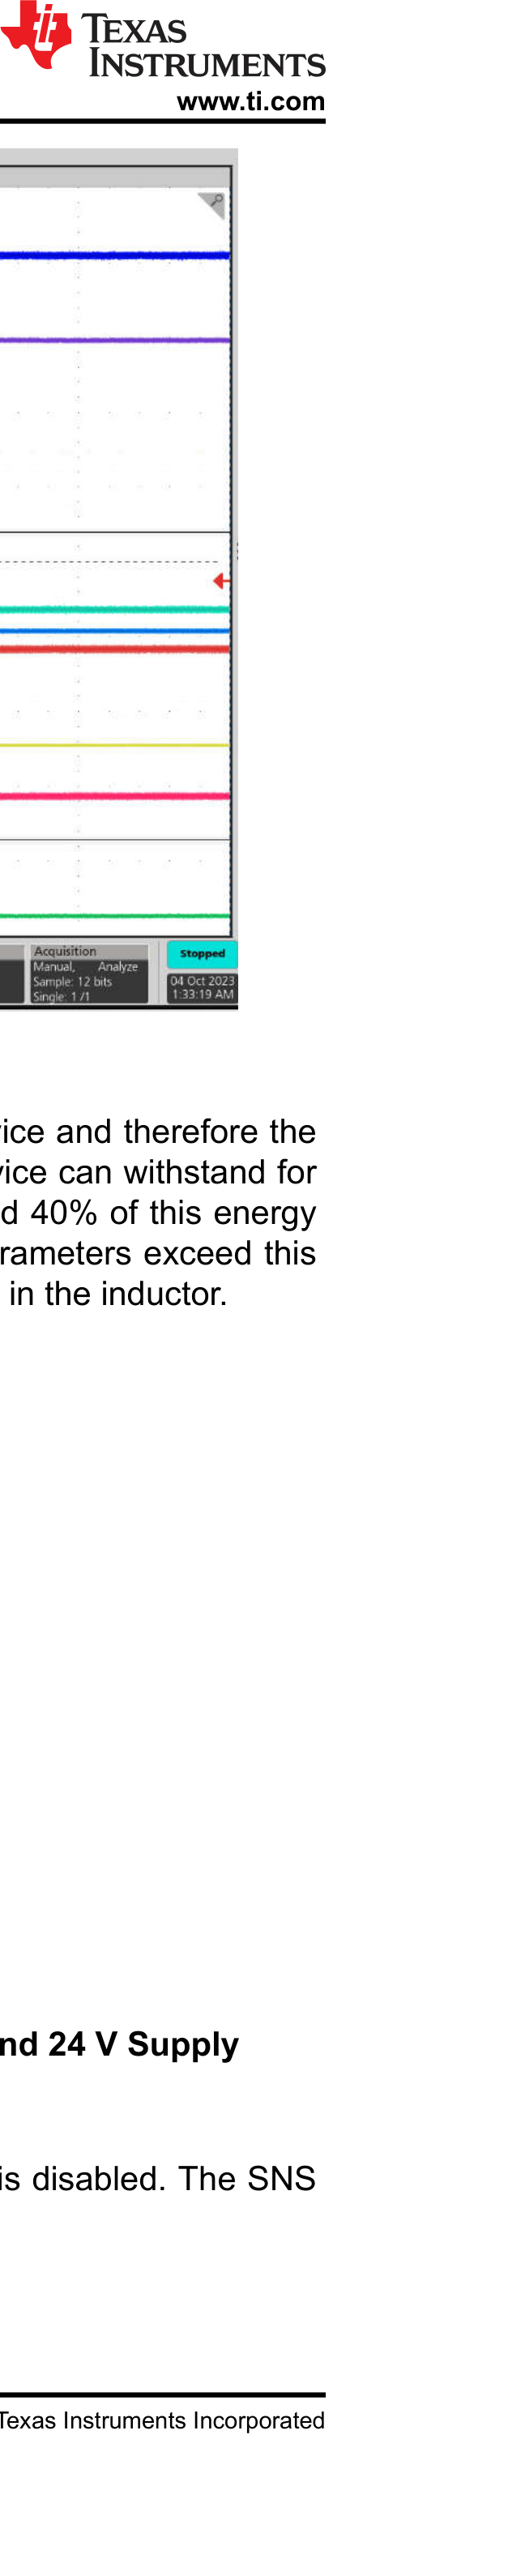 TEXAS
INSTRUMENTS
www.ti.com
Acquisition
Manual, Analyze
Sample: 12 bits
Single: 1 /1
Stopped
04 Oct 2023
1:33:19 AM
vice and therefore the
vice can withstand for
d 40% of this energy
rameters exceed this
in the inductor.
nd 24 V Supply
is disabled. The SNS
Texas Instruments Incorporated